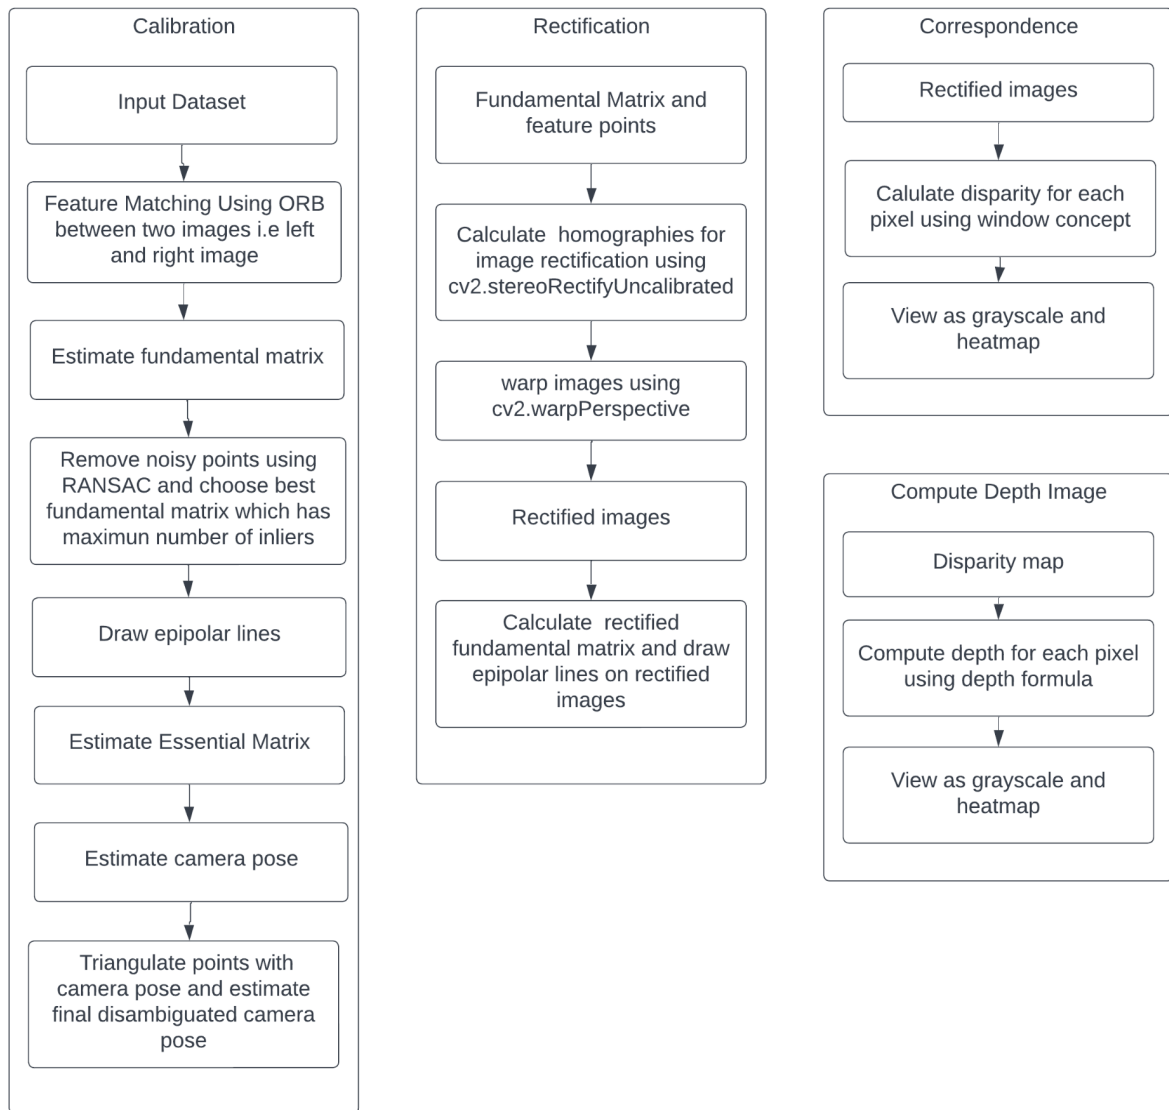 Calibration
Input Dataset
Feature Matching Using ORB
between two images i.e left
and right image
Estimate fundamental matrix
Remove noisy points using
RANSAC and choose best
fundamental matrix which has
maximun number of inliers
Draw epipolar lines
Estimate Essential Matrix
Estimate camera pose
Triangulate points with
camera pose and estimate
final disambiguated camera
pose
Rectification
Fundamental Matrix and
feature points
Calculate homographies for
image rectification using
cv2.stereoRectifyUncalibrated
warp images using
cv2.warpPerspective
Rectified images
Calculate rectified
fundamental matrix and draw
epipolar lines on rectified
images
Correspondence
Rectified images
Calulate disparity for each
pixel using window concept
View as grayscale and
heatmap
Compute Depth Image
Disparity map
Compute depth for each pixel
using depth formula
View as grayscale and
heatmap